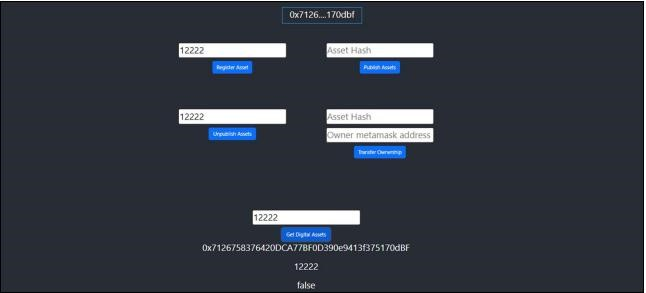 0x7126....170dbf
12222 Asset Hash
Register Asset Publish Assets
12222 Asset Hash
Unpublish Assets Owner metamask address
Transfer Ownership
12222
Get Digital Assets
0x7126758376420DCA77BF0D390e9413f375170dBF
12222
false